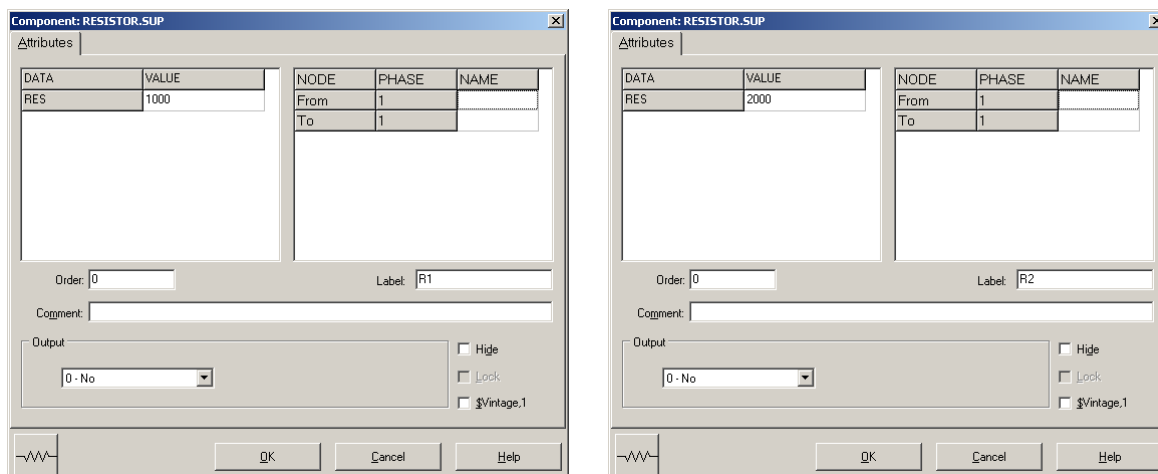 Component: RESISTOR.SUP
Attributes
DATA VALUE
RES 1000
NODE PHASE NAME
From 1
To 1
Order: 0
Label: R1
Comment:
Output
0 - No
Hide
Lock
$Vintage,1
OK Cancel Help
Component: RESISTOR.SUP
Attributes
DATA VALUE
RES 2000
NODE PHASE NAME
From 1
To 1
Order: 0
Label: R2
Comment:
Output
0 - No
Hide
Lock
$Vintage,1
OK Cancel Help